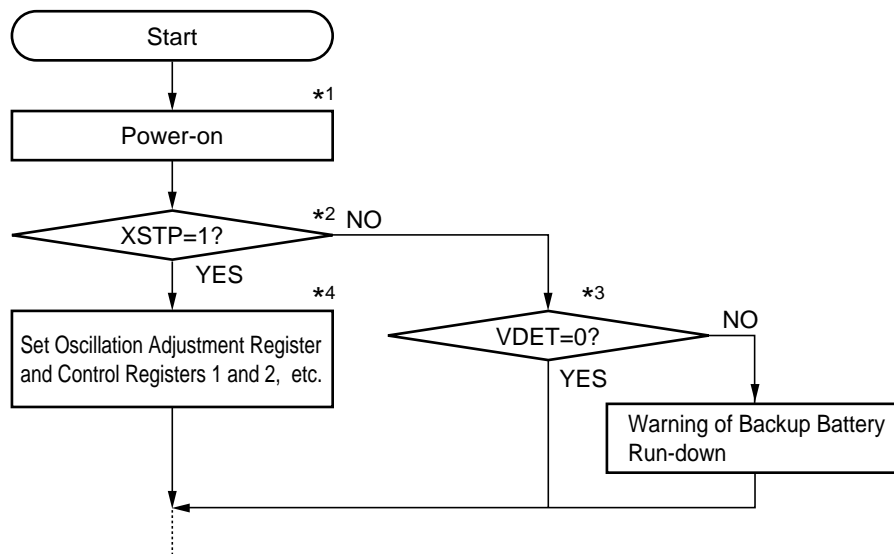 Start
*1
Power-on
*2
NO
XSTP=1?
YES
*4
*3
Set Oscillation Adjustment Register
and Control Registers 1 and 2, etc.
VDET=0?
NO
YES
Warning of Backup Battery
Run-down